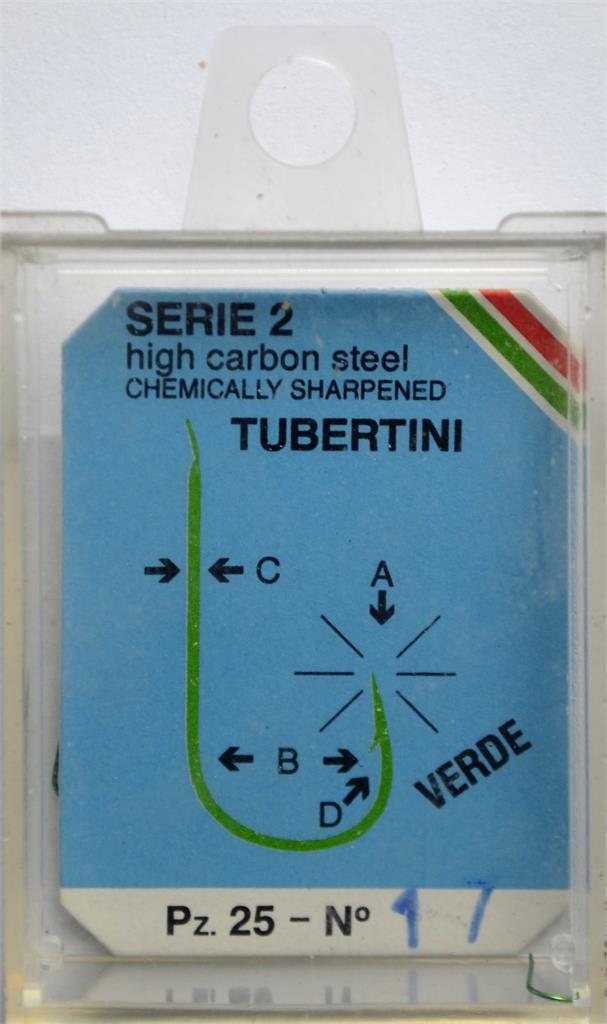 SERIE 2
high carbon steel
CHEMICALLY SHARPENED
TUBERTINI
C
A
B
D
VERDE
Pz. 25 – Nº 17